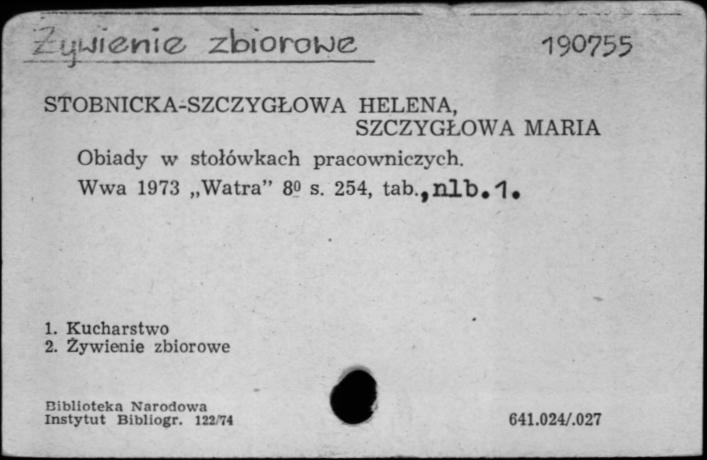 Żywienie zbiorowe 190755
STOBNICKA-SZCZYGŁOWA HELENA,
SZCZYGŁOWA MARIA
Obiady w stołówkach pracowniczych.
Wwa 1973 „Watra” 8º s. 254, tab., nlb.1.
1. Kucharstwo
2. Żywienie zbiorowe
Biblioteka Narodowa
Instytut Bibliogr. 122/74 641.024/.027